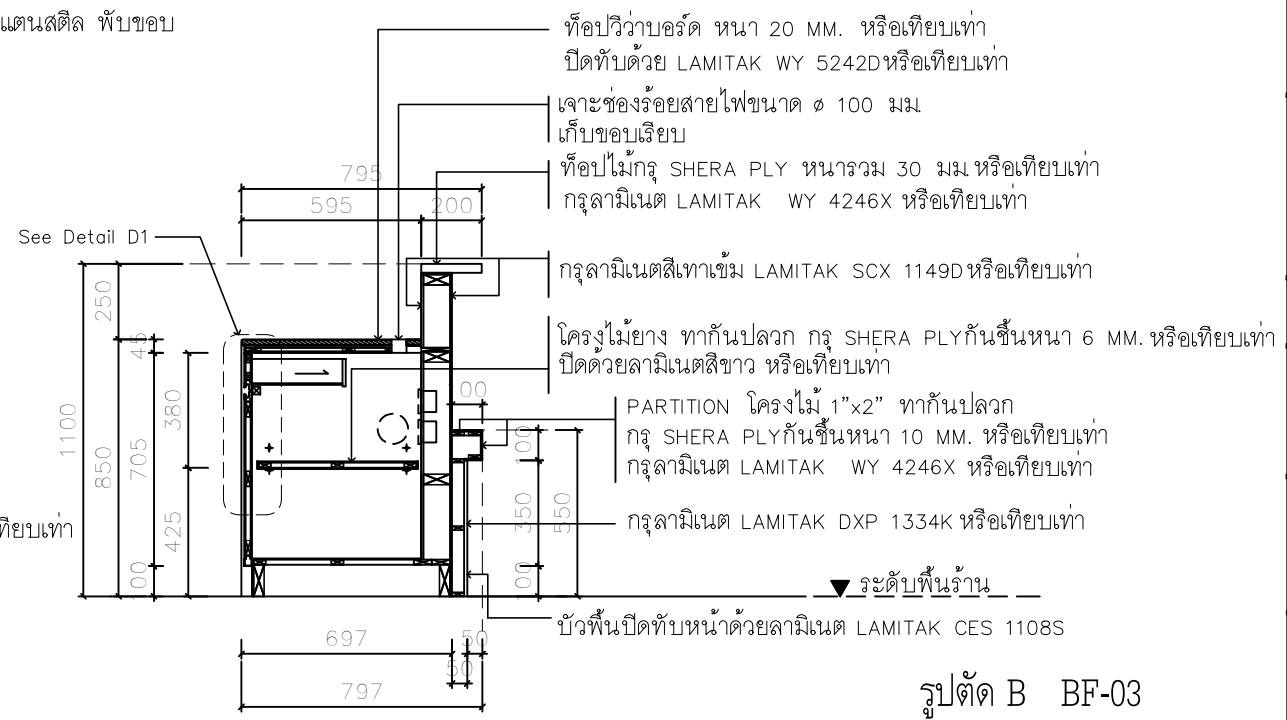 แตนสตีล พับขอบ
ท็อปวีว่าบอร์ด หนา 20 MM. หรือเทียบเท่า
ปิดทับด้วย LAMITAK WY 5242D หรือเทียบเท่า
เจาะช่องร้อยสายไฟขนาด ø 100 มม.
เก็บขอบเรียบ
ท็อปไม้กรุ SHERA PLY หนารวม 30 มม. หรือเทียบเท่า
กรุลามิเนต LAMITAK WY 4246X หรือเทียบเท่า
795
595 200
See Detail D1
กรุลามิเนตสีเทาเข้ม LAMITAK SCX 1149D หรือเทียบเท่า
โครงไม้ยาง ทากันปลวก กรุ SHERA PLYกันชื้นหนา 6 MM. หรือเทียบเท่า
ปิดด้วยลามิเนตสีขาว หรือเทียบเท่า
PARTITION โครงไม้ 1"x2" ทากันปลวก
กรุ SHERA PLYกันชื้นหนา 10 MM. หรือเทียบเท่า
กรุลามิเนต LAMITAK WY 4246X หรือเทียบเท่า
กรุลามิเนต LAMITAK DXP 1334K หรือเทียบเท่า
ทียบเท่า
1100
250
850
45
705
380
425
100
350
550
100
ระดับพื้นร้าน
บัวพื้นปิดทับหน้าด้วยลามิเนต LAMITAK CES 1108S
697 50
50
797
รูปตัด B BF-03